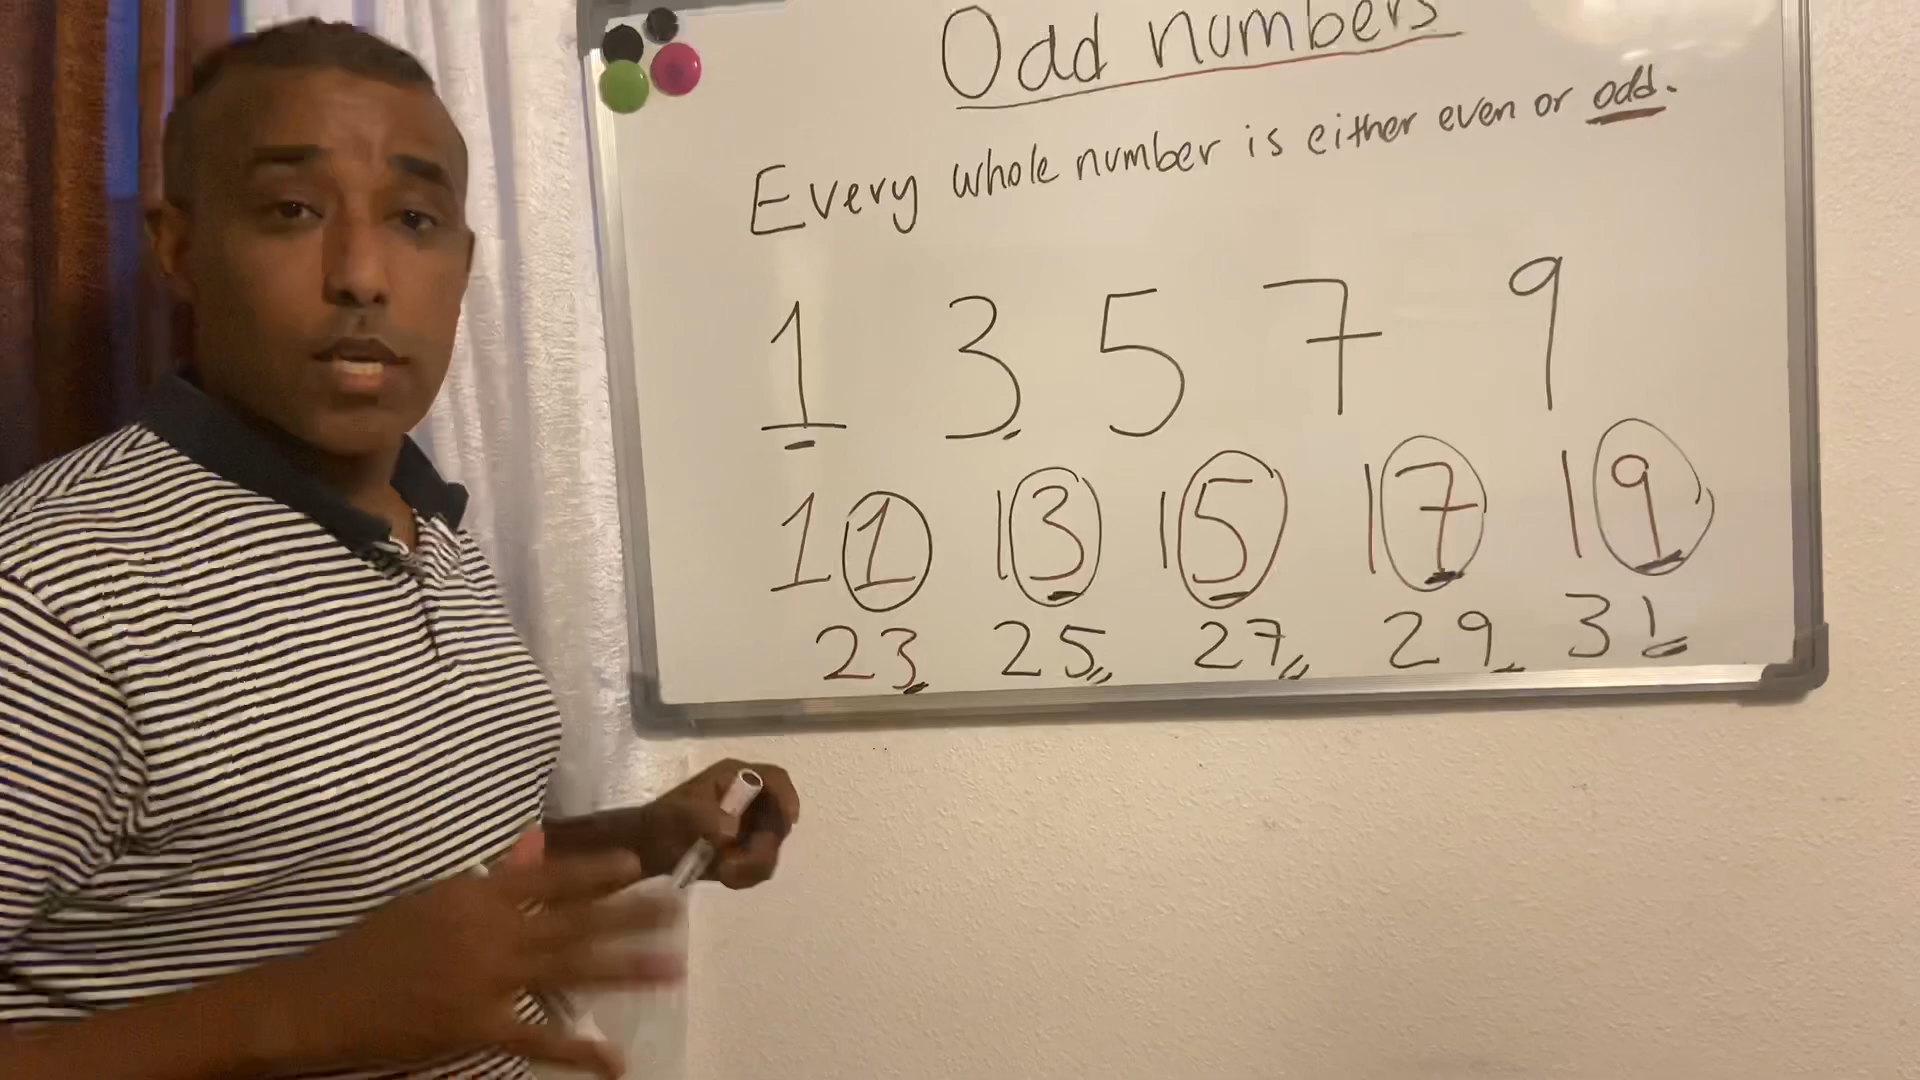 Odd numbers
Every whole number is either even or odd.
1 3 5 7 9
11 13 15 17 19
23 25 27 29 31